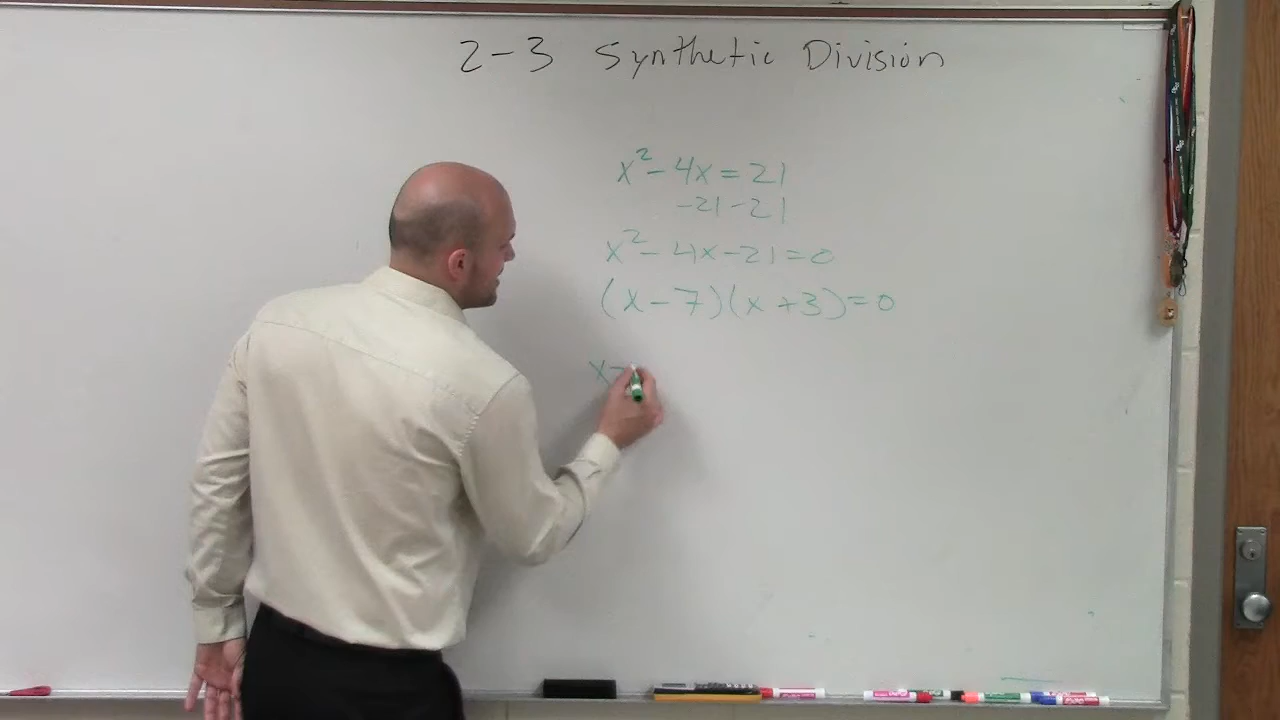 2-3 Synthetic Division
x² - 4x = 21
-21 -21
x² - 4x - 21 = 0
(x - 7)(x + 3) = 0
x -